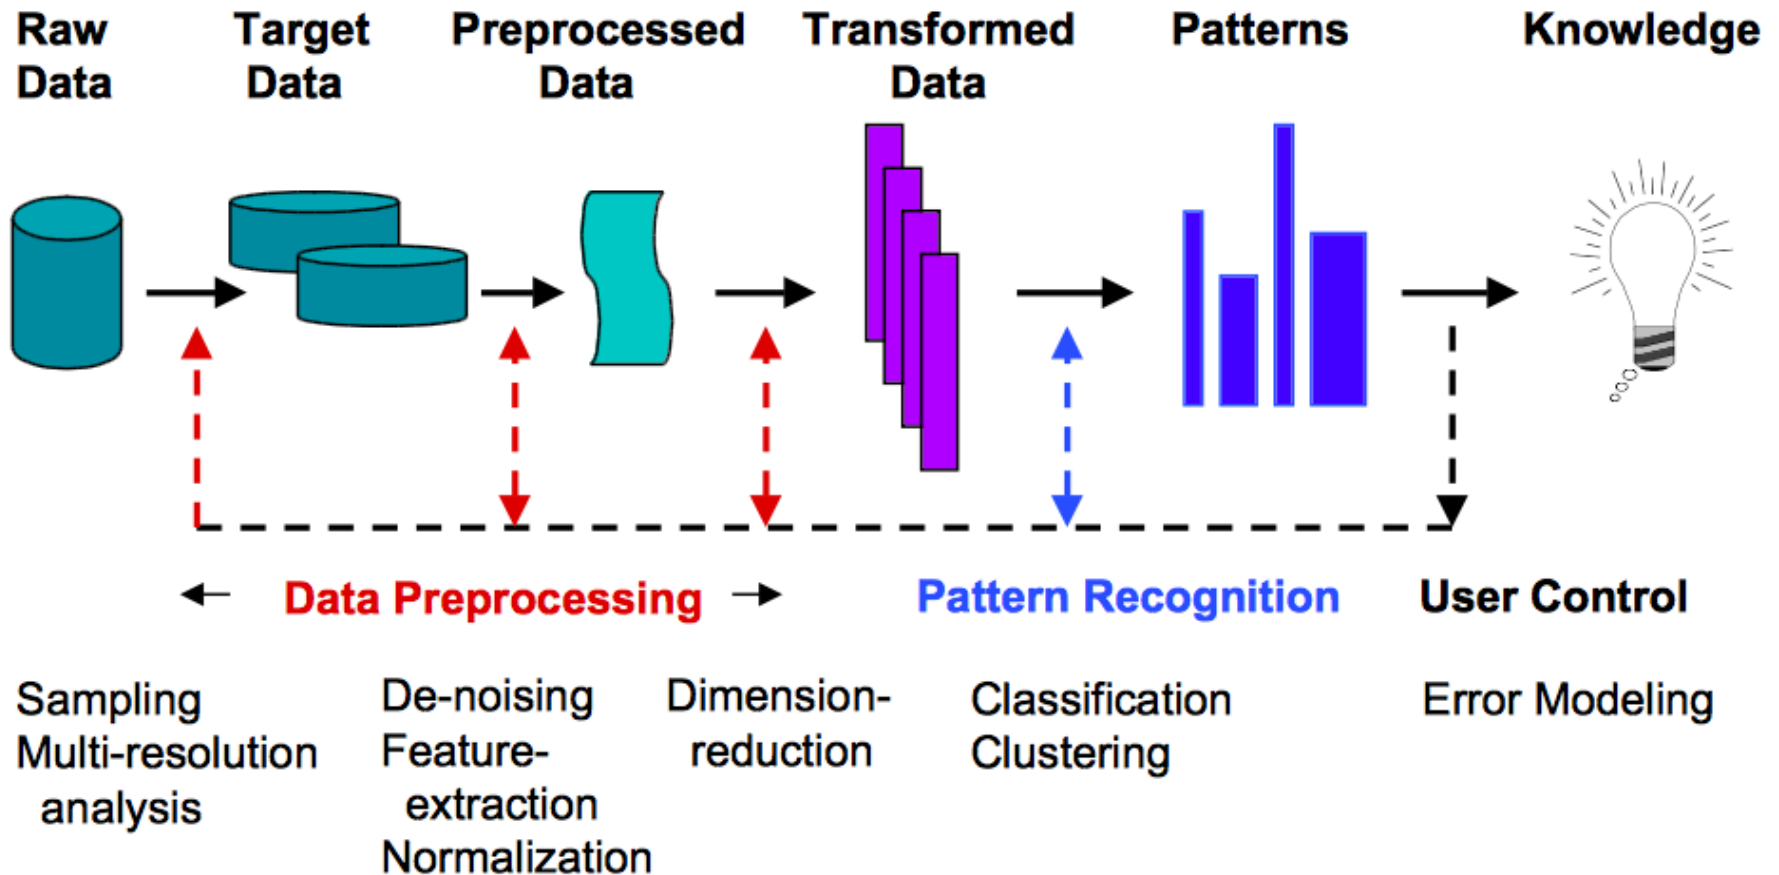 Raw
Data
Target
Data
Preprocessed
Data
Transformed
Data
Patterns
Knowledge
Data Preprocessing
Pattern Recognition
User Control
Sampling
Multi-resolution
analysis
De-noising
Feature-
extraction
Normalization
Dimension-
reduction
Classification
Clustering
Error Modeling